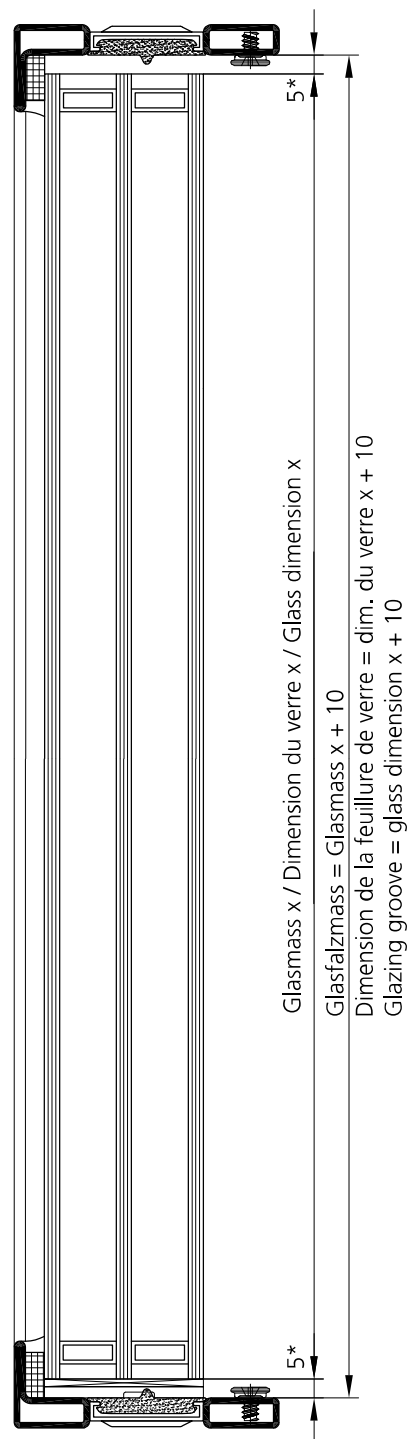 5*
Glasmass x / Dimension du verre x / Glass dimension x
Glasfalzmass = Glasmass x + 10
Dimension de la feuillure de verre = dim. du verre x + 10
Glazing groove = glass dimension x + 10
5*